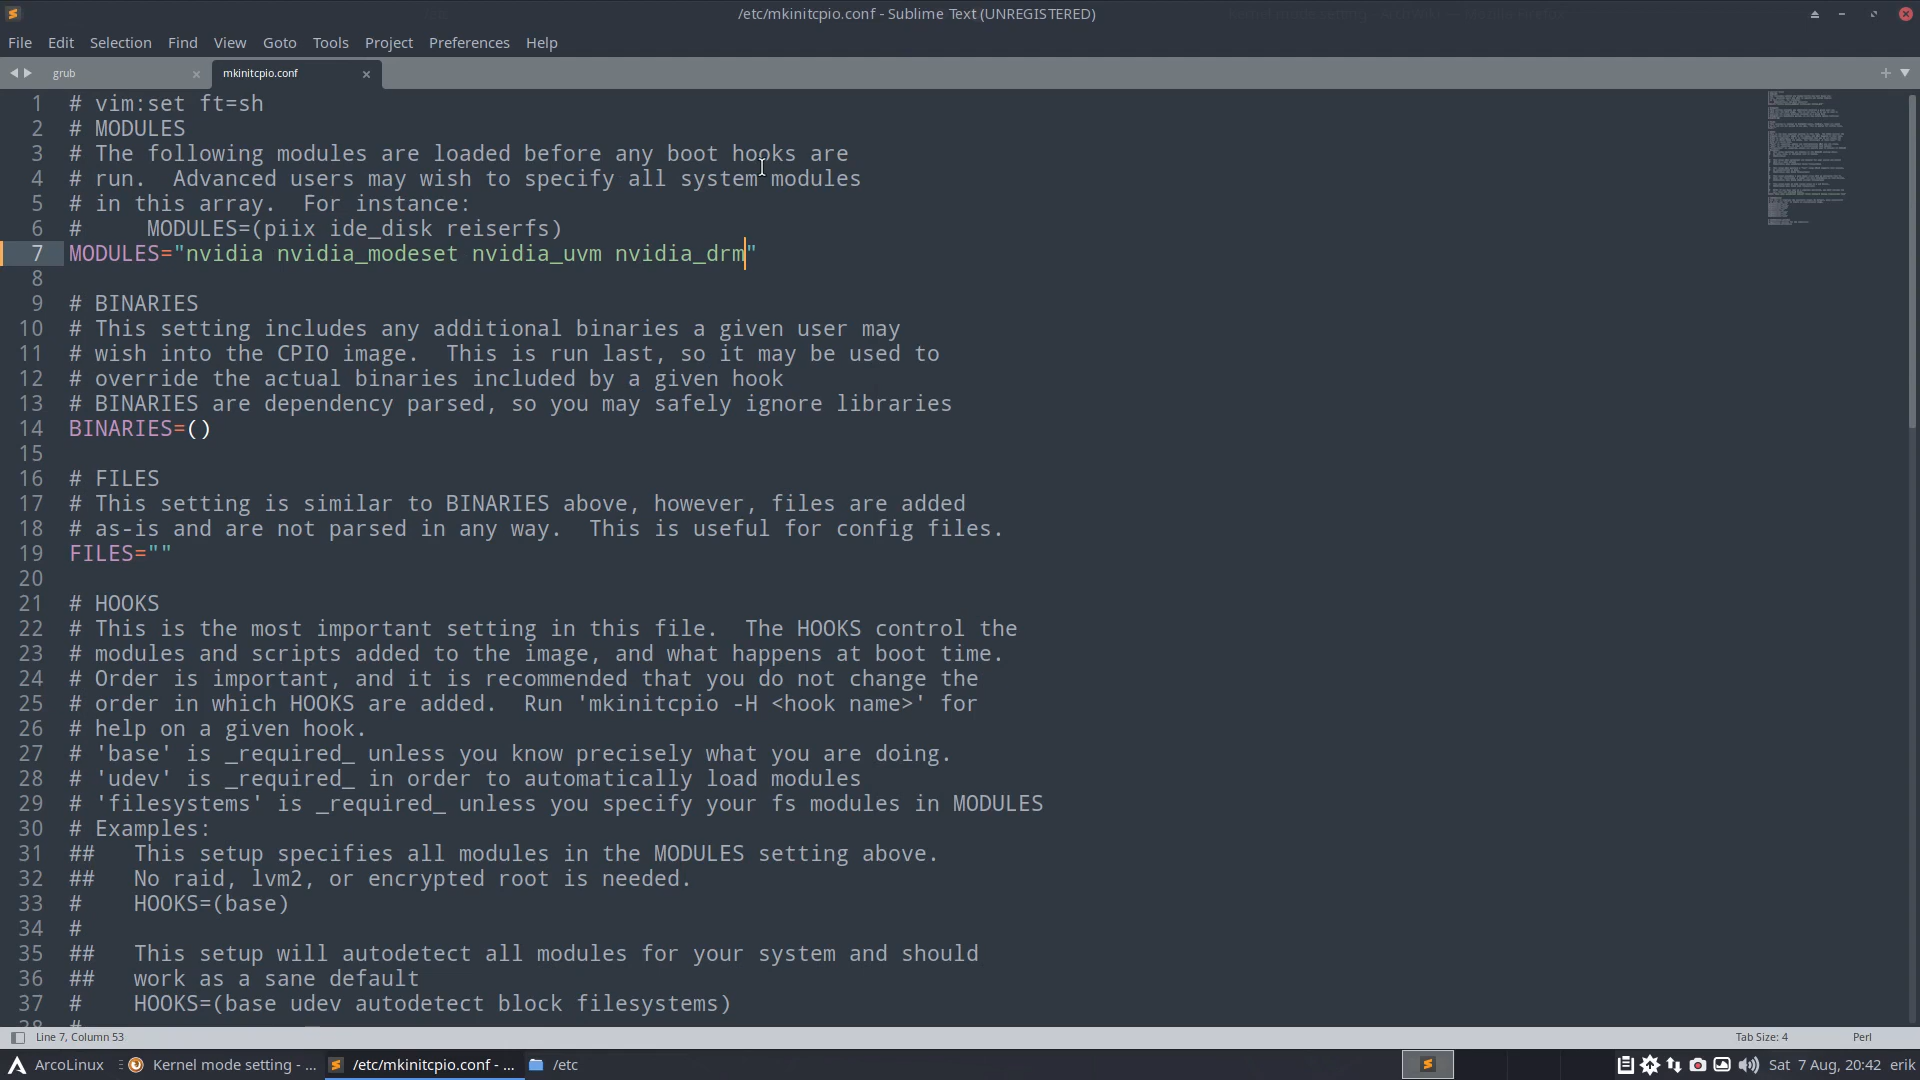 /etc/mkinitcpio.conf - Sublime Text (UNREGISTERED)
File Edit Selection Find View Goto Tools Project Preferences Help
grub
mkinitcpio.conf
1 # vim:set ft=sh
2 # MODULES
3 # The following modules are loaded before any boot hooks are
4 # run.  Advanced users may wish to specify all system modules
5 # in this array.  For instance:
6 #     MODULES=(piix ide_disk reiserfs)
7 MODULES="nvidia nvidia_modeset nvidia_uvm nvidia_drm"
8
9 # BINARIES
10 # This setting includes any additional binaries a given user may
11 # wish into the CPIO image.  This is run last, so it may be used to
12 # override the actual binaries included by a given hook
13 # BINARIES are dependency parsed, so you may safely ignore libraries
14 BINARIES=()
15
16 # FILES
17 # This setting is similar to BINARIES above, however, files are added
18 # as-is and are not parsed in any way.  This is useful for config files.
19 FILES=""
20
21 # HOOKS
22 # This is the most important setting in this file.  The HOOKS control the
23 # modules and scripts added to the image, and what happens at boot time.
24 # Order is important, and it is recommended that you do not change the
25 # order in which HOOKS are added.  Run 'mkinitcpio -H <hook name>' for
26 # help on a given hook.
27 # 'base' is _required_ unless you know precisely what you are doing.
28 # 'udev' is _required_ in order to automatically load modules
29 # 'filesystems' is _required_ unless you specify your fs modules in MODULES
30 # Examples:
31 ##   This setup specifies all modules in the MODULES setting above.
32 ##   No raid, lvm2, or encrypted root is needed.
33 #    HOOKS=(base)
34 #
35 ##   This setup will autodetect all modules for your system and should
36 ##   work as a sane default
37 #    HOOKS=(base udev autodetect block filesystems)
38 #
Line 7, Column 53
Tab Size: 4
Perl
ArcoLinux
Kernel mode setting - ...
/etc/mkinitcpio.conf - ...
/etc
Sat 7 Aug, 20:42 erik